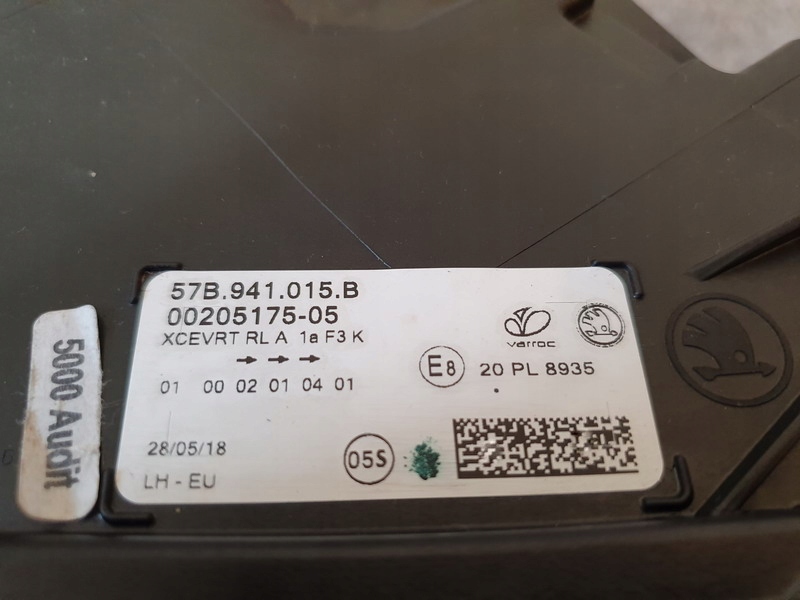 57B.941.015.B
00205175-05
XCEVRT RL A 1a F3 K
01 00 02 01 04 01
varroc
E8 20 PL 8935
28/05/18
05S
LH - EU
5000 Audit